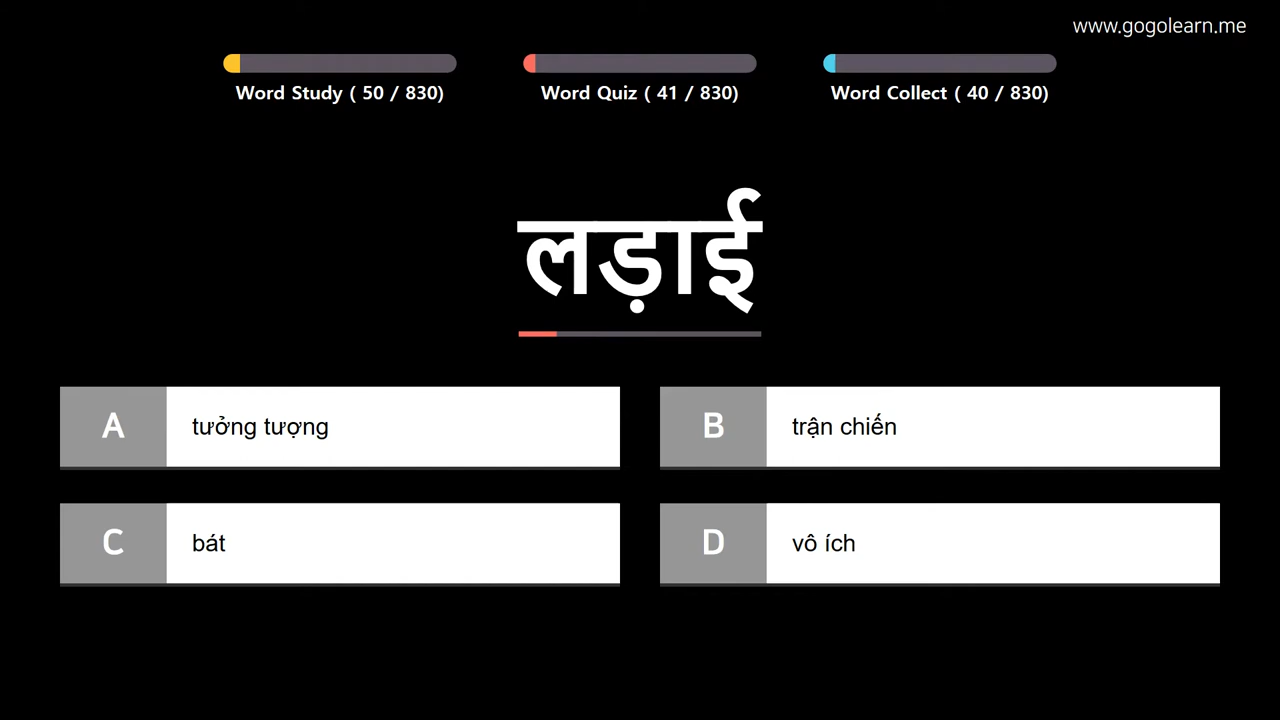 www.gogolearn.me
Word Study ( 50 / 830)
Word Quiz ( 41 / 830)
Word Collect ( 40 / 830)
लड़ाई
A tưởng tượng
B trận chiến
C bát
D vô ích